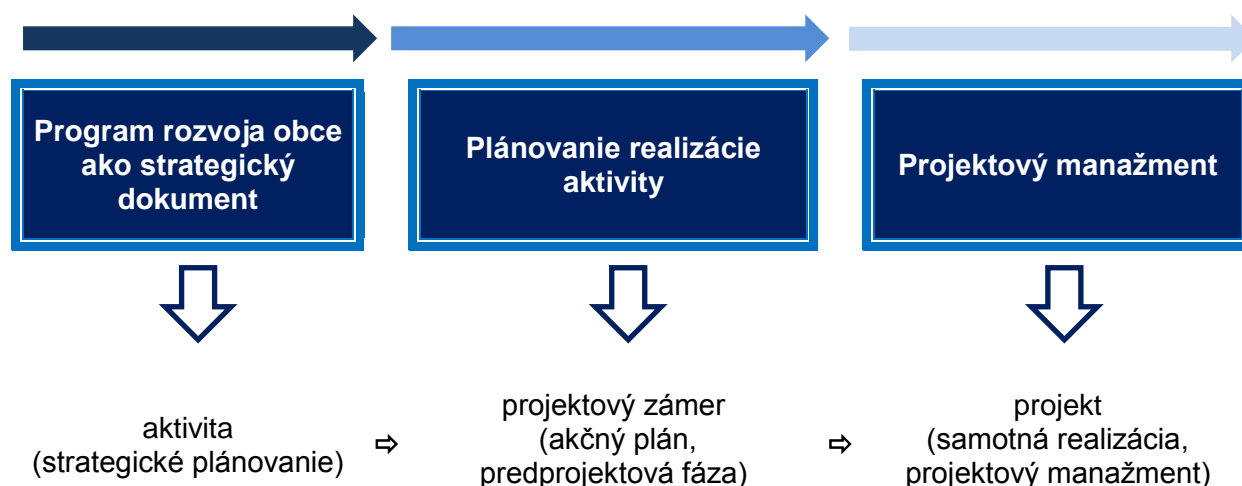 Program rozvoja obce
ako strategický
dokument
Plánovanie realizácie
aktivity
Projektový manažment
aktivita
(strategické plánovanie)
⇨
projektový zámer
(akčný plán,
predprojektová fáza)
⇨
projekt
(samotná realizácia,
projektový manažment)